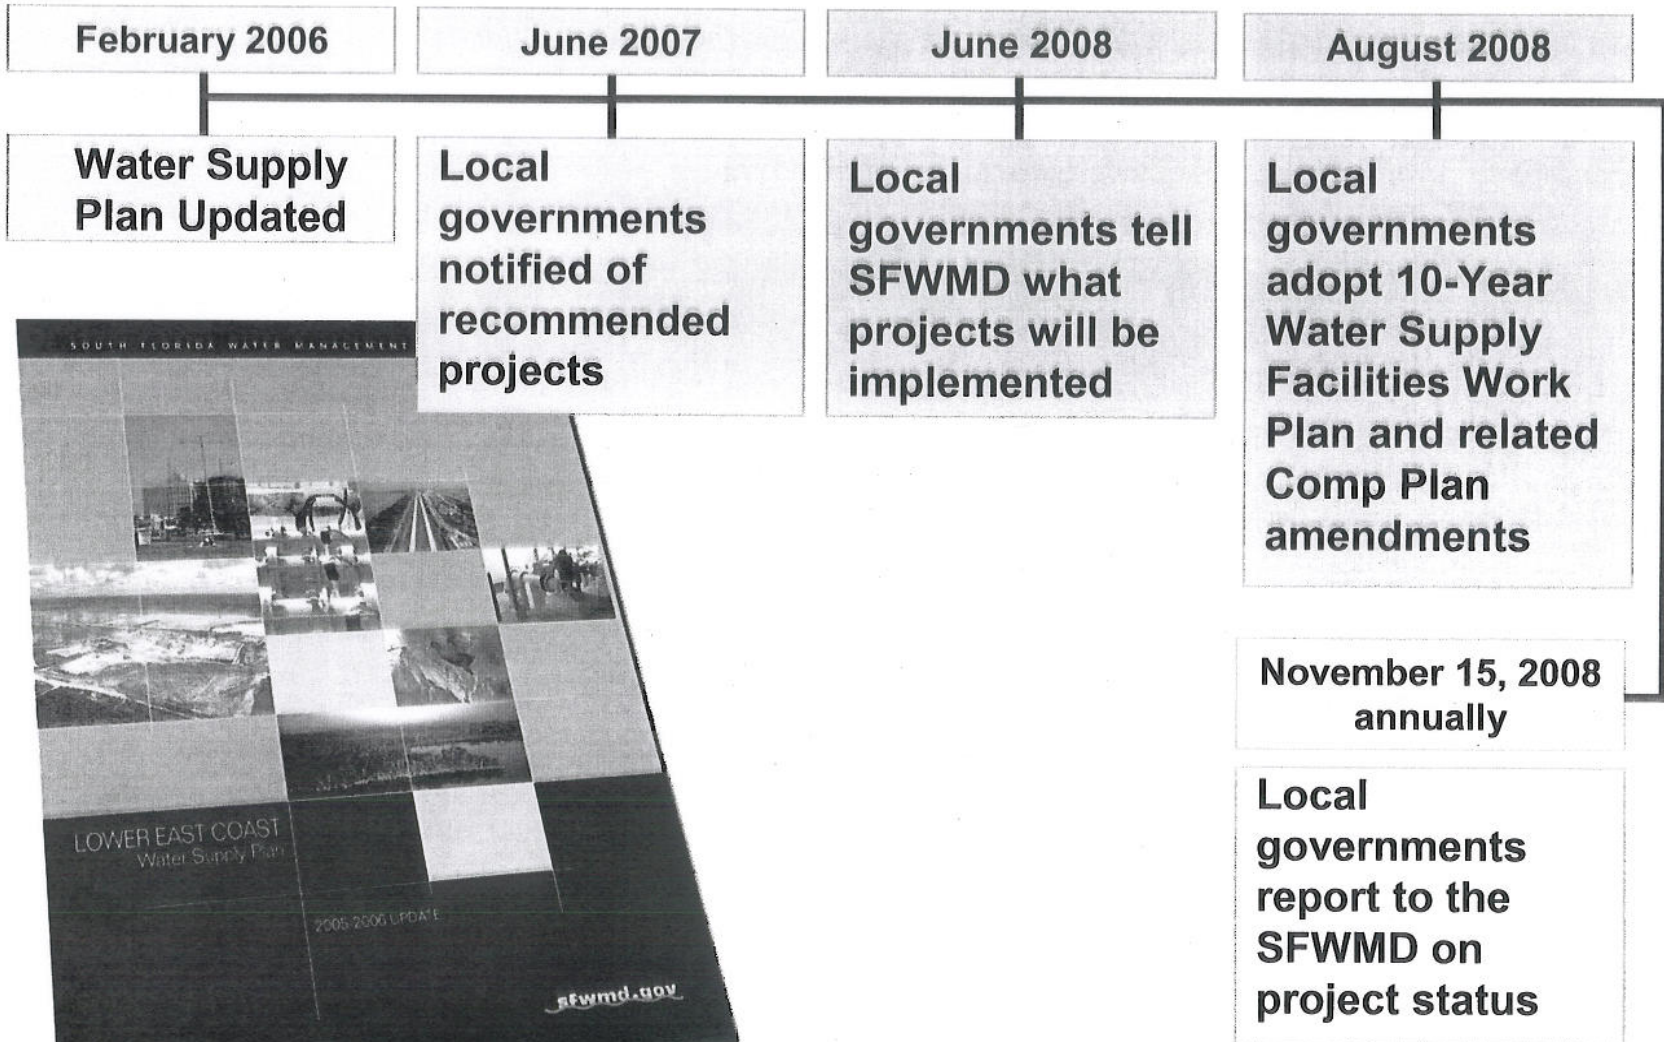 February 2006
June 2007
June 2008
August 2008
Water Supply
Plan Updated
Local
governments
notified of
recommended
projects
Local
governments tell
SFWMD what
projects will be
implemented
Local
governments
adopt 10-Year
Water Supply
Facilities Work
Plan and related
Comp Plan
amendments
November 15, 2008
annually
Local
governments
report to the
SFWMD on
project status
SOUTH FLORIDA WATER MANAGEMENT
LOWER EAST COAST
Water Supply Plan
2005-2006 UPDATE
sfwmd.gov